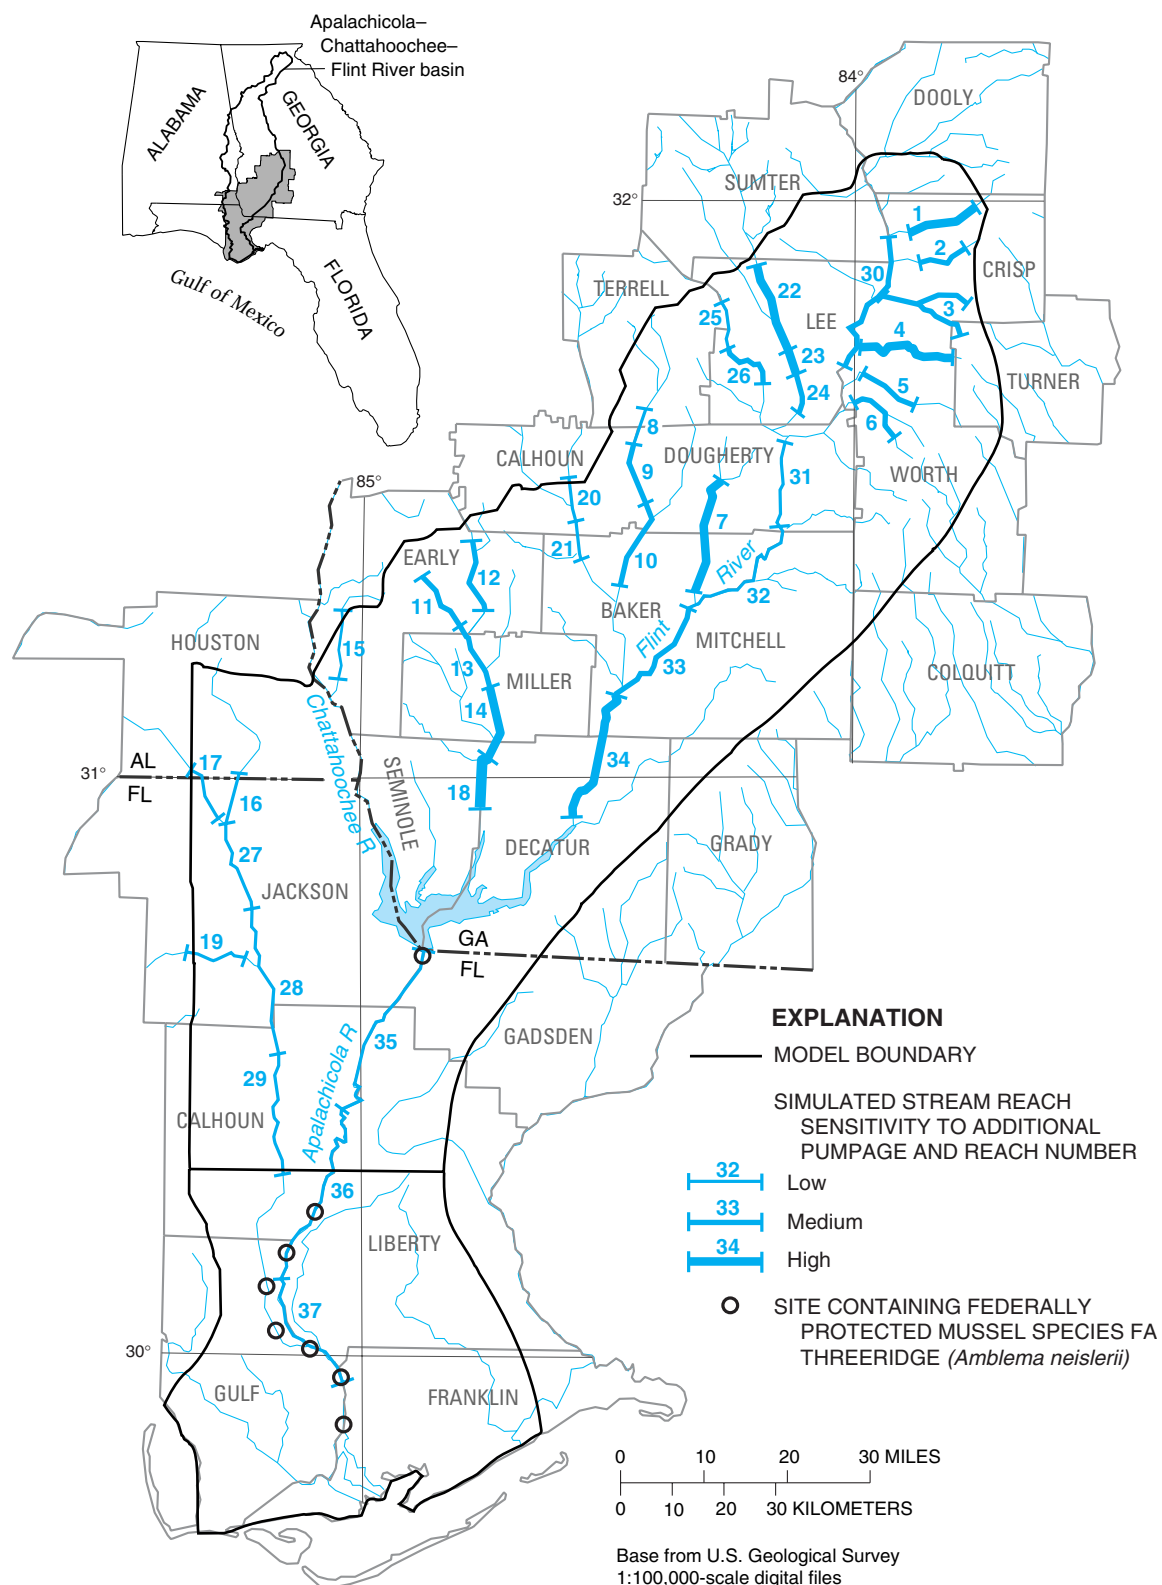 Apalachicola–
Chattahoochee–
Flint River basin
ALABAMA
GEORGIA
FLORIDA
Gulf of Mexico
84°
DOOLY
SUMTER
32°
1
2
CRISP
30
TERRELL
22
25
LEE
3
4
23
26
24
5
TURNER
6
8
CALHOUN
DOUGHERTY
9
31
WORTH
85°
20
7
EARLY
21
10
River
12
32
11
BAKER
HOUSTON
15
Flint
MITCHELL
13
33
MILLER
COLQUITT
14
Chattahoochee R
17
AL
31°
FL
34
16
SEMINOLE
18
27
DECATUR
GRADY
JACKSON
19
GA
FL
28
EXPLANATION
35
GADSDEN
MODEL BOUNDARY
Apalachicola R
29
CALHOUN
SIMULATED STREAM REACH
SENSITIVITY TO ADDITIONAL
PUMPAGE AND REACH NUMBER
32
Low
36
33
Medium
LIBERTY
34
High
37
SITE CONTAINING FEDERALLY
PROTECTED MUSSEL SPECIES FA
THREERIDGE (Amblema neislerii)
30°
GULF
FRANKLIN
0 10 20 30 MILES
0 10 20 30 KILOMETERS
Base from U.S. Geological Survey
1:100,000-scale digital files